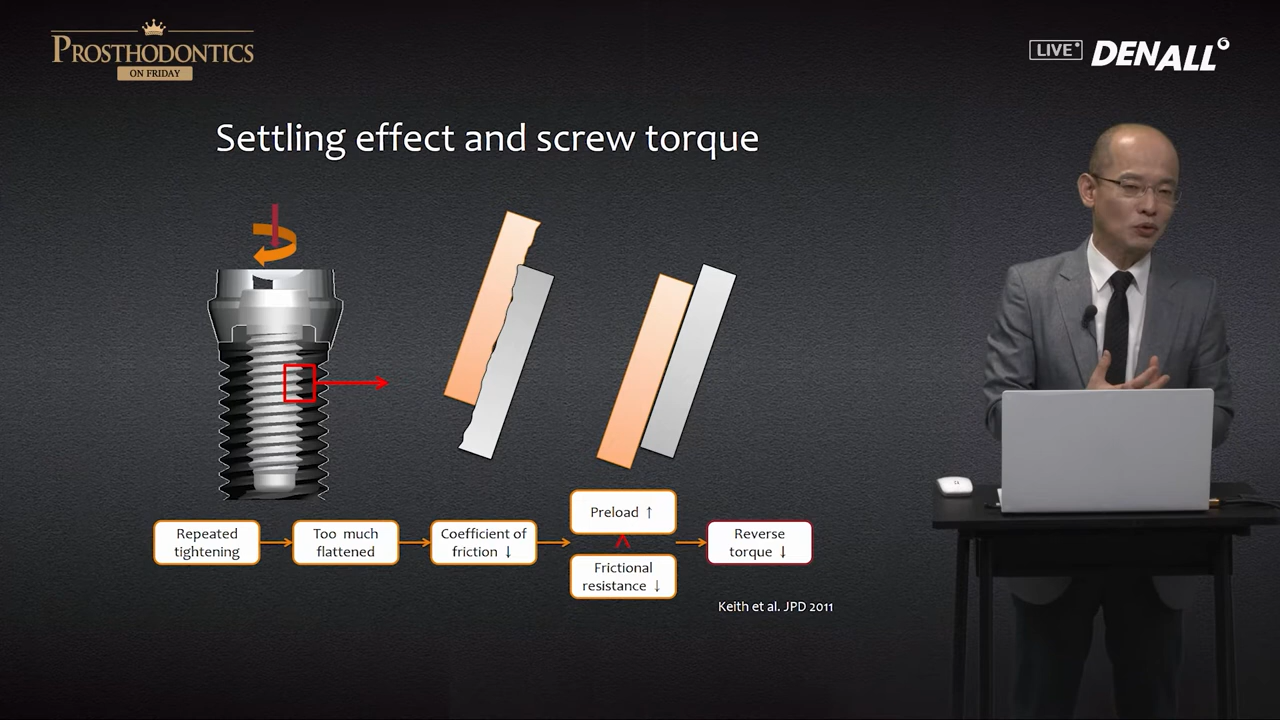 PROSTHODONTICS
ON FRIDAY
LIVE
DENALL
Settling effect and screw torque
Repeated
tightening
Too much
flattened
Coefficient of
friction ↓
Preload ↑
Frictional
resistance ↓
Reverse
torque ↓
Keith et al. JPD 2011